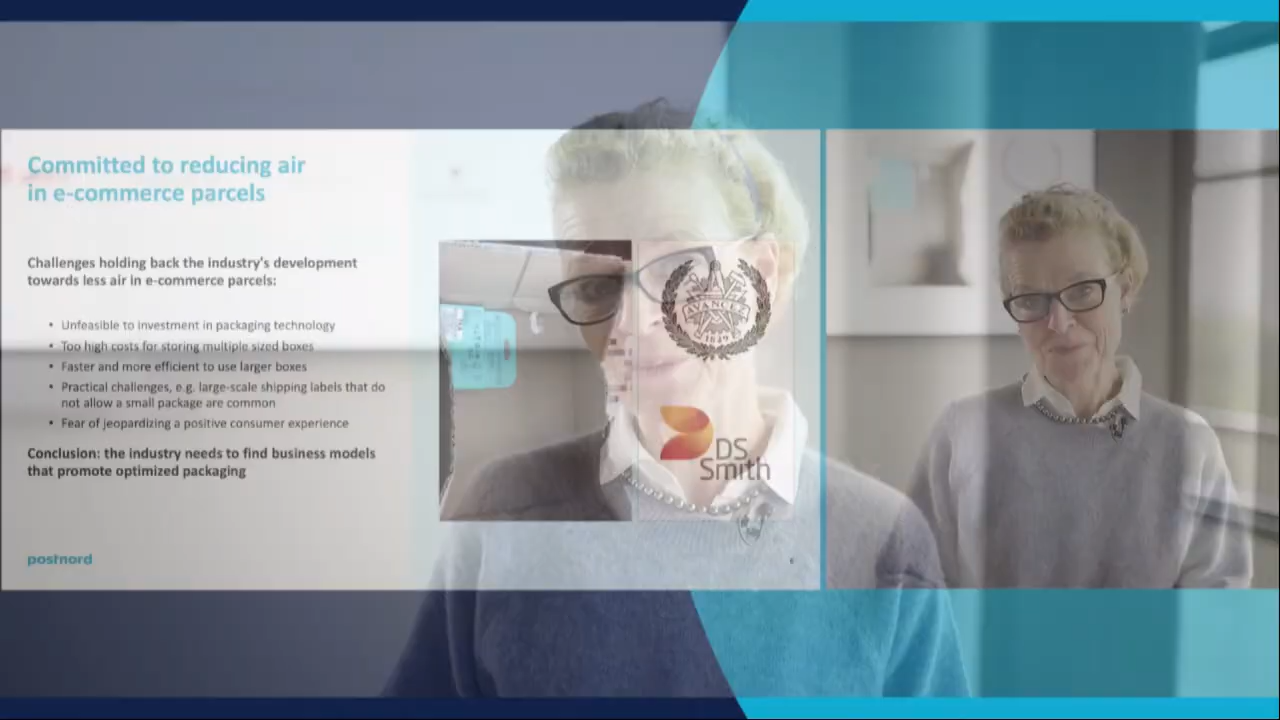 Committed to reducing air
in e-commerce parcels
Challenges holding back the industry's development
towards less air in e-commerce parcels:
• Unfeasible to investment in packaging technology
• Too high costs for storing multiple sized boxes
• Faster and more efficient to use larger boxes
• Practical challenges, e.g. large-scale shipping labels that do
not allow a small package are common
• Fear of jeopardizing a positive consumer experience
Conclusion: the industry needs to find business models
that promote optimized packaging
postnord
AVANCEZ
1849
DS
Smith
6